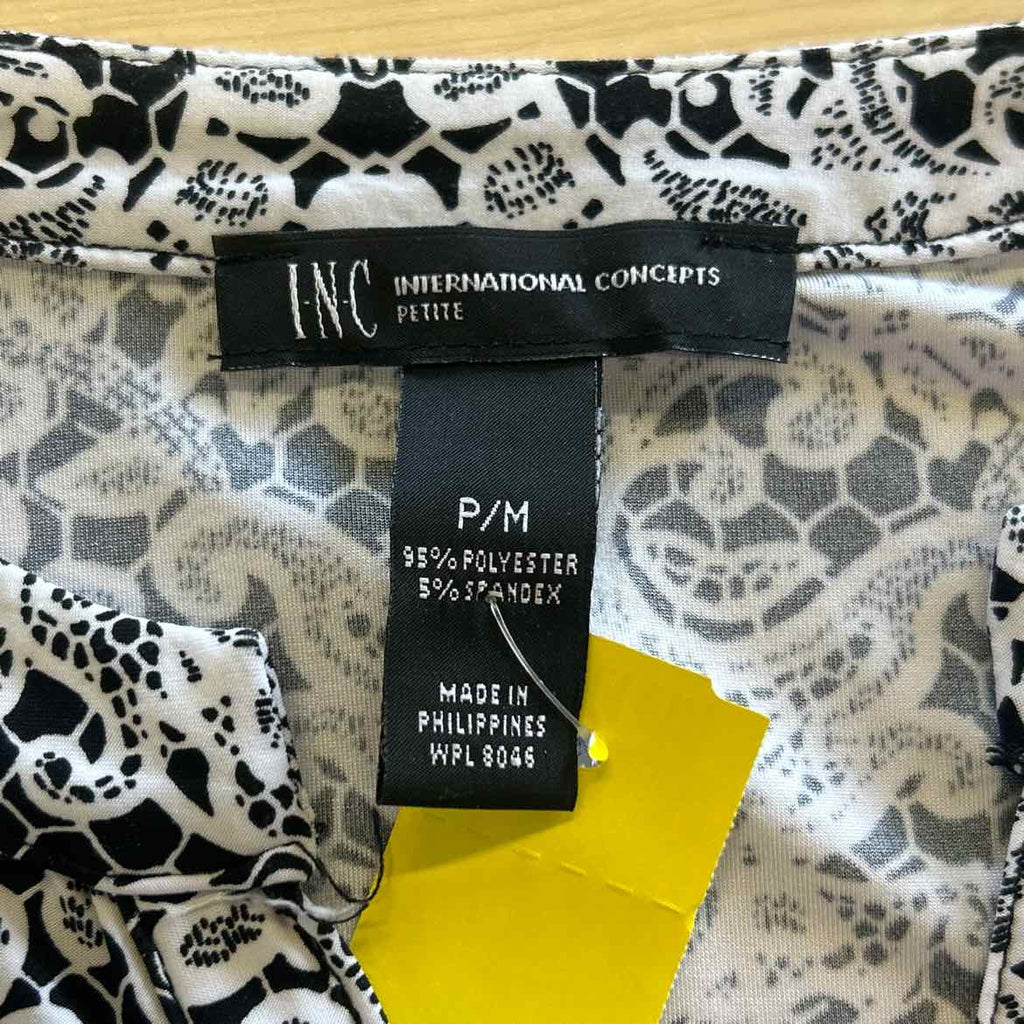 I·N·C INTERNATIONAL CONCEPTS
PETITE
P/M
95% POLYESTER
5% SPANDEX
MADE IN
PHILIPPINES
WPL 8046